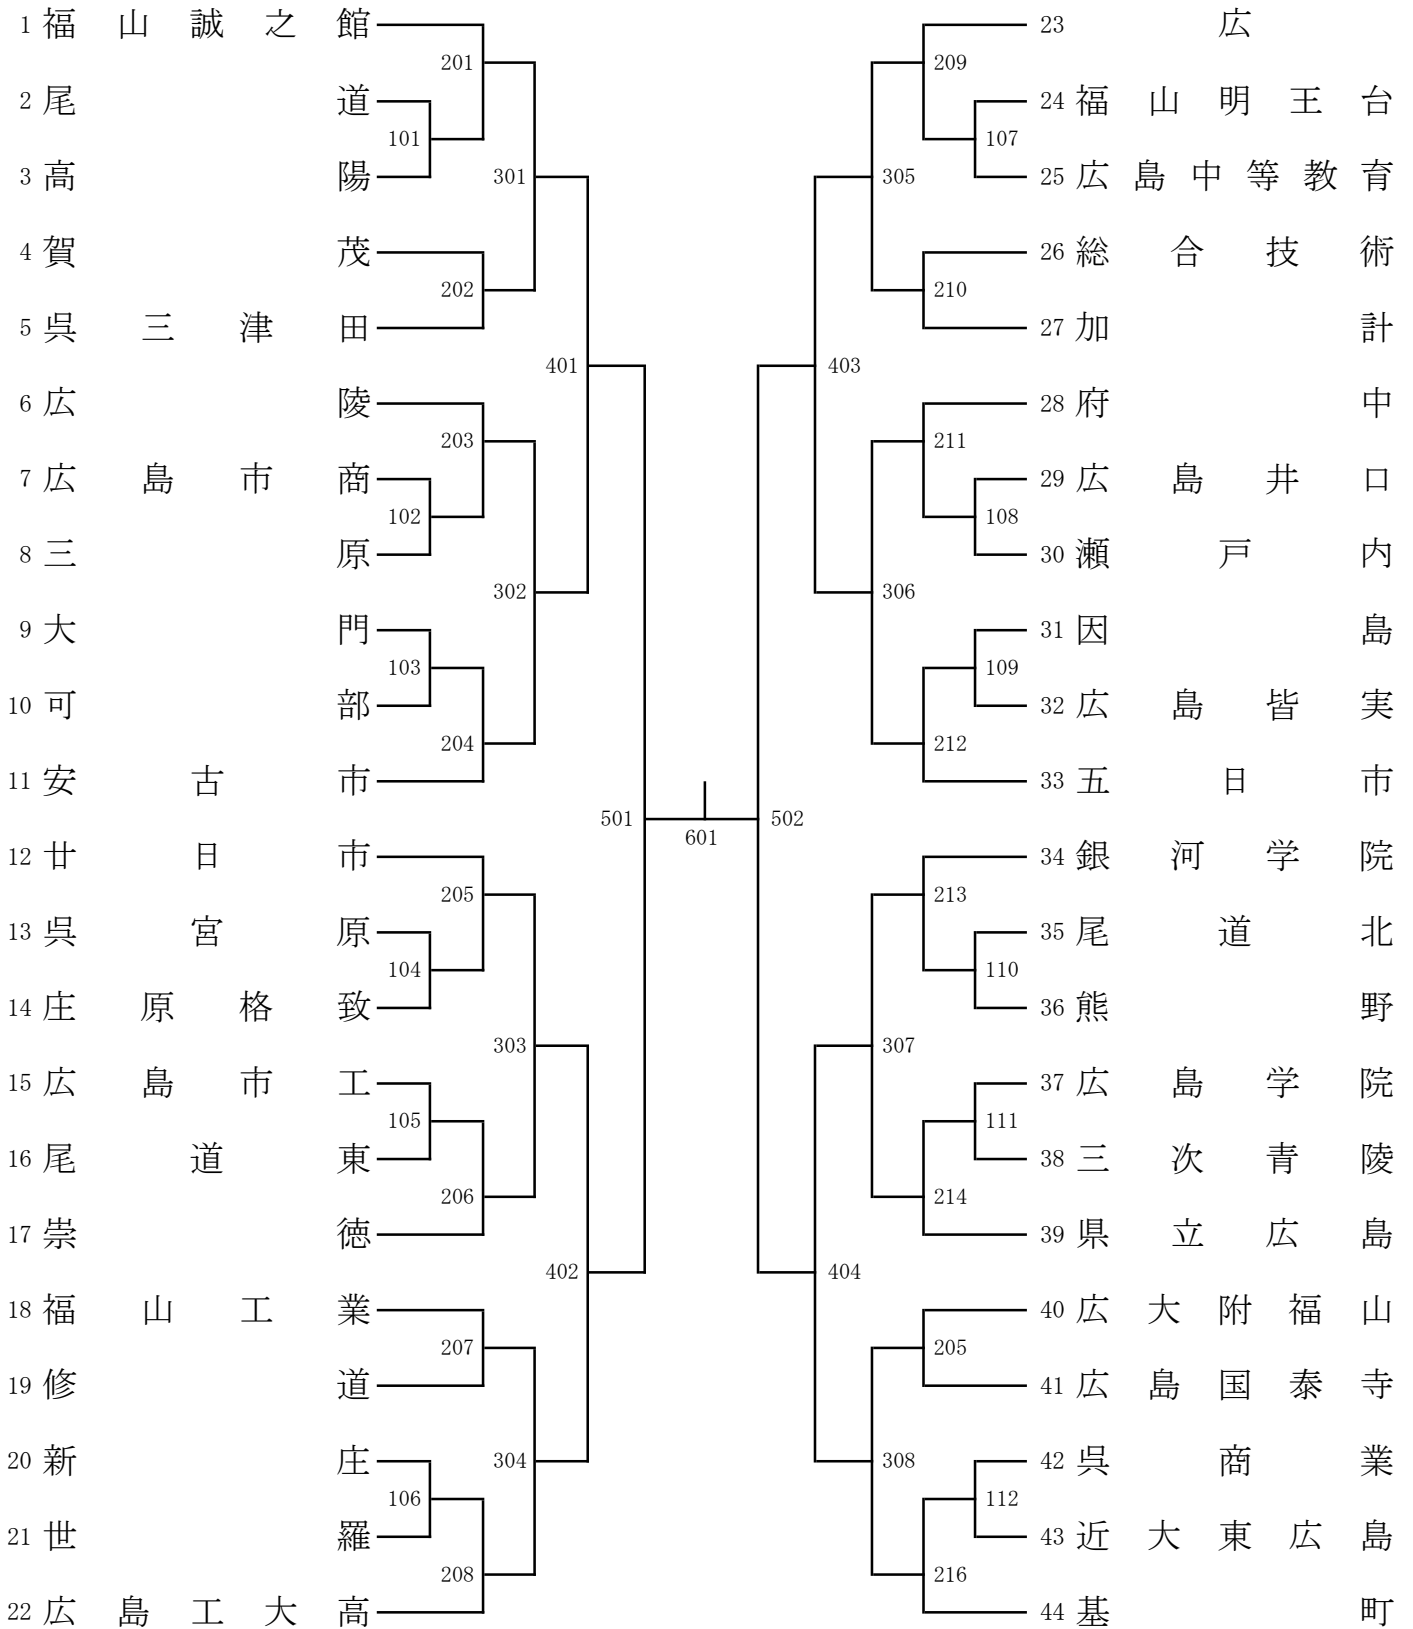 1 福山誠之館
201
2 尾道
101
3 高陽
301
4 賀茂
202
5 呉三津田
401
6 広陵
203
7 広島市商
102
8 三原
302
9 大門
103
10 可部
204
11 安古市
501
12 廿日市
205
13 呉宮原
104
14 庄原格致
303
15 広島市工
105
16 尾道東
206
17 崇徳
402
18 福山工業
207
19 修道
20 新庄
304
106
21 世羅
208
22 広島工大高
601
23 広
209
24 福山明王台
107
25 広島中等教育
305
26 総合技術
210
27 加計
403
28 府中
211
29 広島井口
108
30 瀬戸内
306
31 因島
109
32 広島皆実
212
33 五日市
502
34 銀河学院
213
35 尾道北
110
36 熊野
307
37 広島学院
111
38 三次青陵
214
39 県立広島
404
40 広大附福山
205
41 広島国泰寺
308
42 呉商業
112
43 近大東広島
216
44 基町